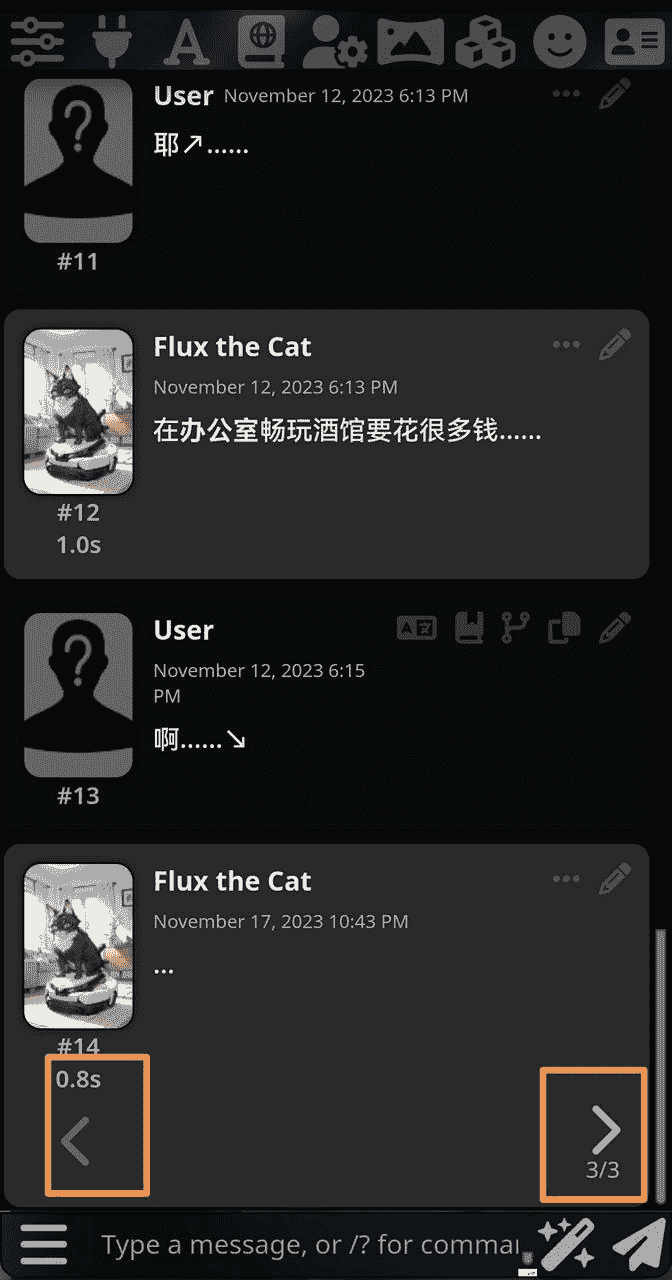 User November 12, 2023 6:13 PM
耶↗......
#11
Flux the Cat
November 12, 2023 6:13 PM
在办公室畅玩酒馆要花很多钱......
#12
1.0s
User
November 12, 2023 6:15
PM
啊......↘
#13
Flux the Cat
November 17, 2023 10:43 PM
...
#14
0.8s
3/3
Type a message, or /? for comma